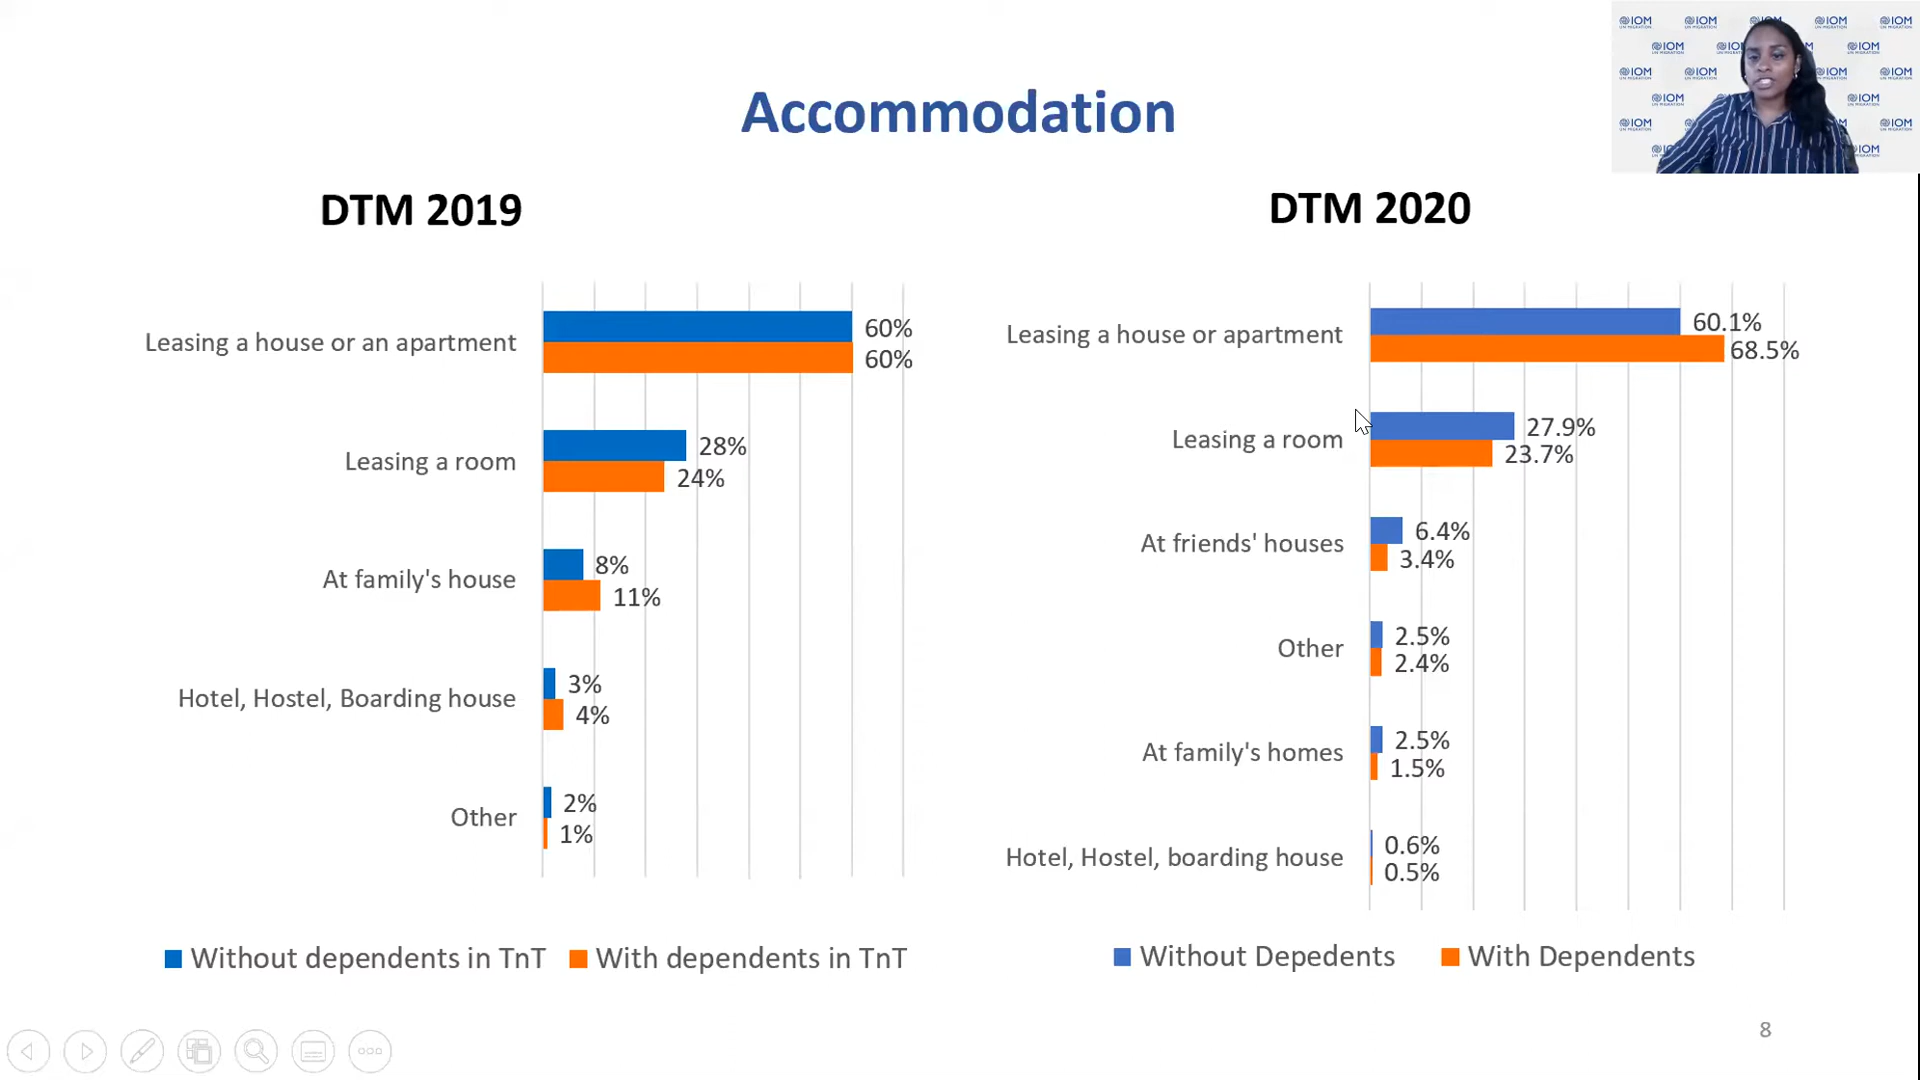 Accommodation
DTM 2019
Leasing a house or an apartment
60%
60%
Leasing a room
28%
24%
At family's house
8%
11%
Hotel, Hostel, Boarding house
3%
4%
Other
2%
1%
Without dependents in TnT
With dependents in TnT
DTM 2020
Leasing a house or apartment
60.1%
68.5%
Leasing a room
27.9%
23.7%
At friends' houses
6.4%
3.4%
Other
2.5%
2.4%
At family's homes
2.5%
1.5%
Hotel, Hostel, boarding house
0.6%
0.5%
Without Depedents
With Dependents
8
IOM
UN MIGRATION